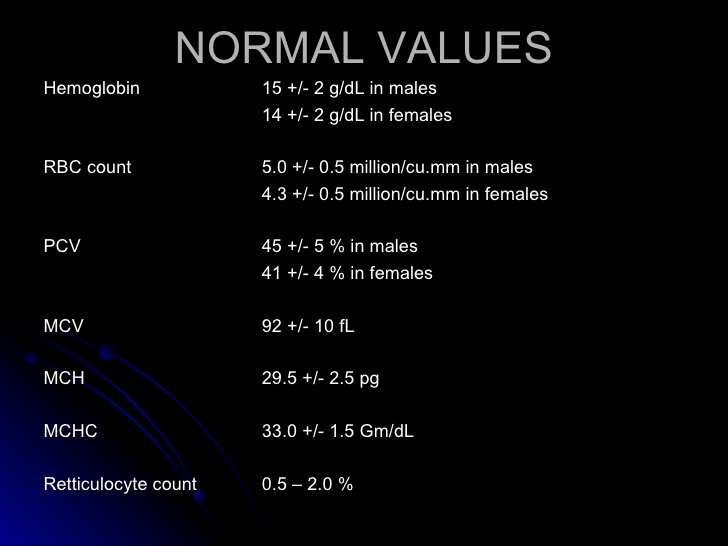 NORMAL VALUES
Hemoglobin 15 +/- 2 g/dL in males
14 +/- 2 g/dL in females
RBC count 5.0 +/- 0.5 million/cu.mm in males
4.3 +/- 0.5 million/cu.mm in females
PCV 45 +/- 5 % in males
41 +/- 4 % in females
MCV 92 +/- 10 fL
MCH 29.5 +/- 2.5 pg
MCHC 33.0 +/- 1.5 Gm/dL
Retticulocyte count 0.5 – 2.0 %